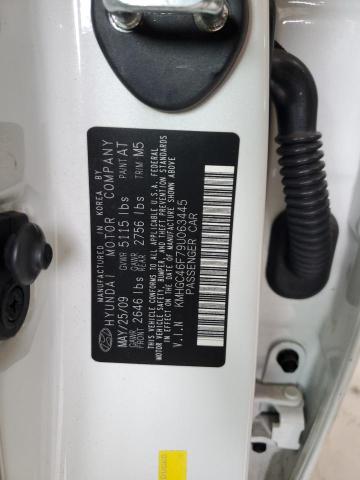 MANUFACTURED IN KOREA BY
HYUNDAI MOTOR COMPANY
MAY/25/09 GVWR 5115 lbs PAINT AT
GAWR FRONT 2646 lbs GAWR REAR 2756 lbs TRIM M5
THIS VEHICLE CONFORMS TO ALL APPLICABLE U.S.A. FEDERAL
MOTOR VEHICLE SAFETY, BUMPER, AND THEFT PREVENTION STANDARDS
IN EFFECT ON THE DATE OF MANUFACTURE SHOWN ABOVE.
V.I.N KMHGC46F79U063445
PASSENGER CAR